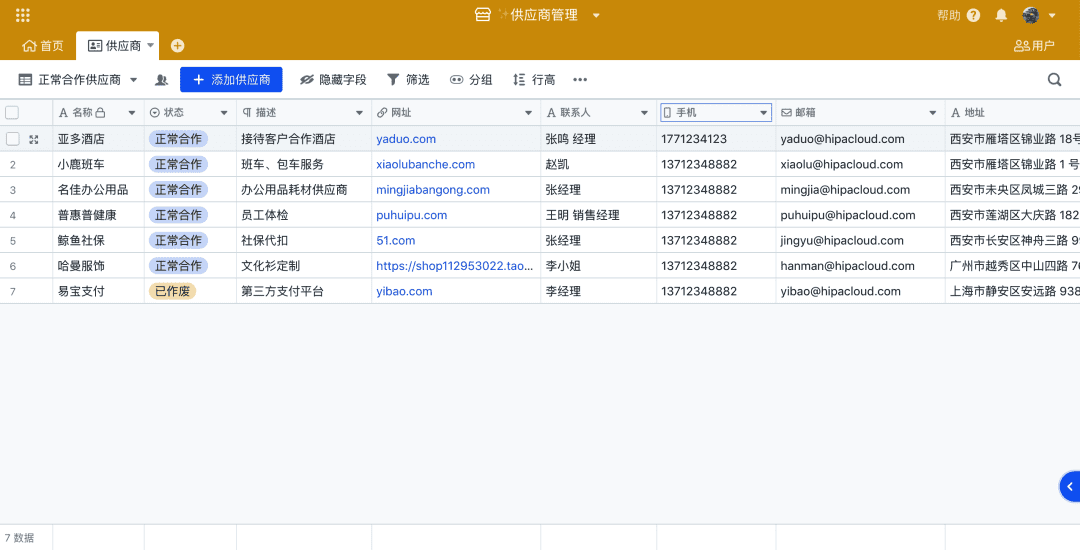 供应商管理
帮助
首页
供应商
用户
正常合作供应商
添加供应商
隐藏字段
筛选
分组
行高
名称 状态 描述 网址 联系人 手机 邮箱 地址
亚多酒店 正常合作 接待客户合作酒店 yaduo.com 张鸣 经理 1771234123 yaduo@hipacloud.com 西安市雁塔区锦业路 18号
2 小鹿班车 正常合作 班车、包车服务 xiaolubanche.com 赵凯 13712348882 xiaolu@hipacloud.com 西安市雁塔区锦业路 1 号
3 名佳办公用品 正常合作 办公用品耗材供应商 mingjiabangong.com 张经理 13712348882 mingjia@hipacloud.com 西安市未央区凤城三路 29
4 普惠普健康 正常合作 员工体检 puhuipu.com 王明 销售经理 13712348882 puhuipu@hipacloud.com 西安市莲湖区大庆路 182
5 鲸鱼社保 正常合作 社保代扣 51.com 张经理 13712348882 jingyu@hipacloud.com 西安市长安区神舟三路 99
6 哈曼服饰 正常合作 文化衫定制 https://shop112953022.tao... 李小姐 13712348882 hanman@hipacloud.com 广州市越秀区中山四路 76
7 易宝支付 已作废 第三方支付平台 yibao.com 李经理 13712348882 yibao@hipacloud.com 上海市静安区安远路 938
7 数据